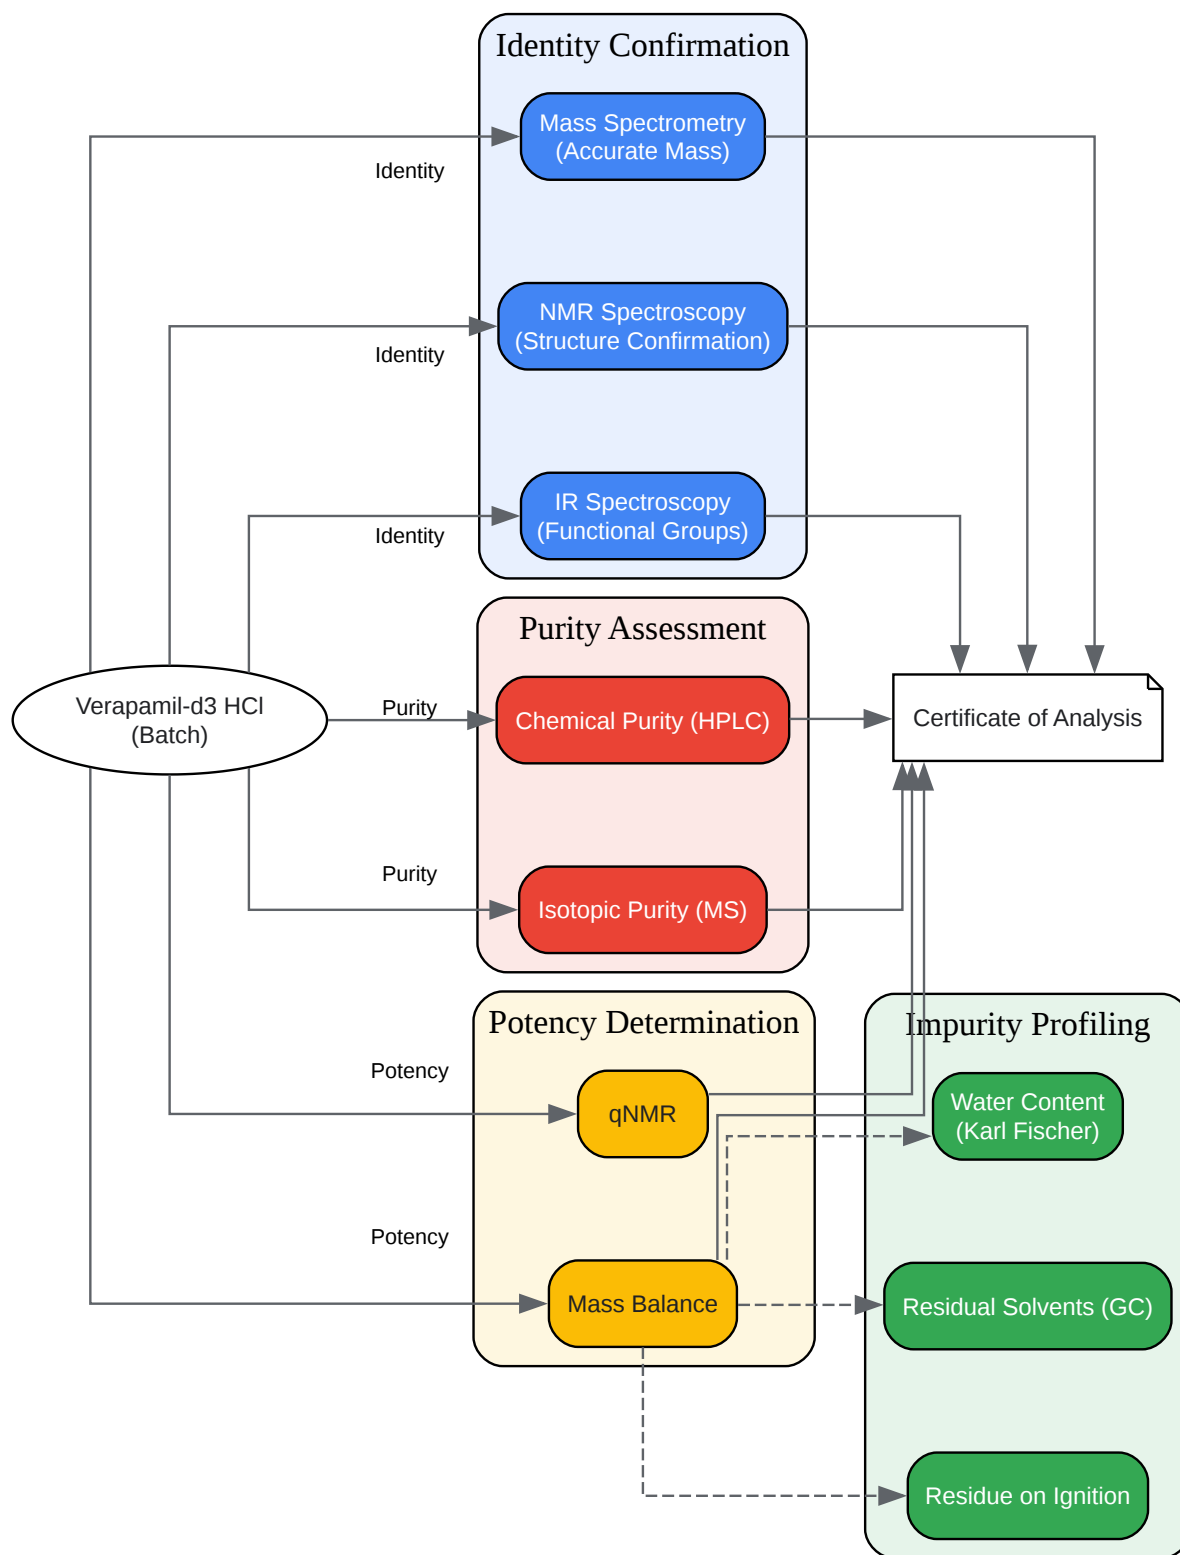 Identity Confirmation
Mass Spectrometry
(Accurate Mass)
Identity
NMR Spectroscopy
(Structure Confirmation)
Identity
IR Spectroscopy
(Functional Groups)
Identity
Purity Assessment
Verapamil-d3 HCl
(Batch)
Purity
Chemical Purity (HPLC)
Certificate of Analysis
Purity
Isotopic Purity (MS)
Potency Determination
Impurity Profiling
Potency
qNMR
Water Content
(Karl Fischer)
Potency
Mass Balance
Residual Solvents (GC)
Residue on Ignition